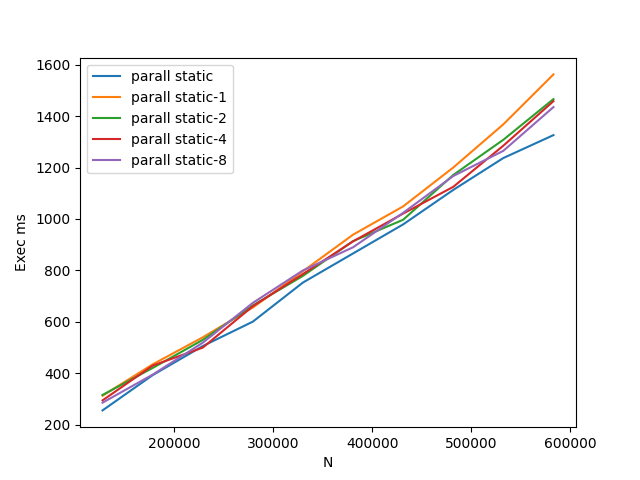 parall static
parall static-1
parall static-2
parall static-4
parall static-8
1600
1400
1200
1000
800
600
400
200
Exec ms
200000 300000 400000 500000 600000
N